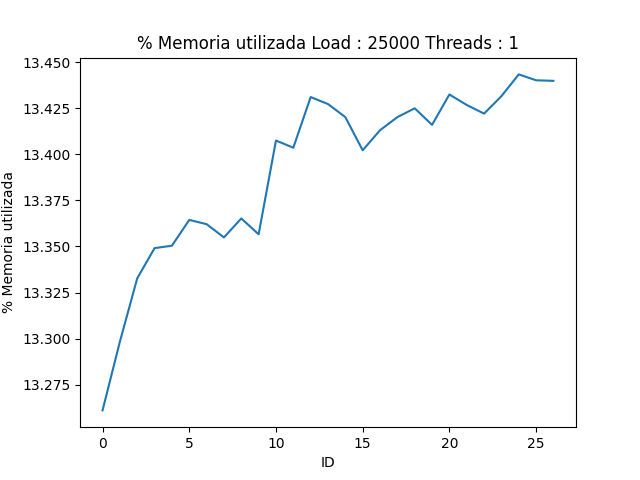 % Memoria utilizada Load : 25000 Threads : 1
% Memoria utilizada
13.450
13.425
13.400
13.375
13.350
13.325
13.300
13.275
0 5 10 15 20 25
ID